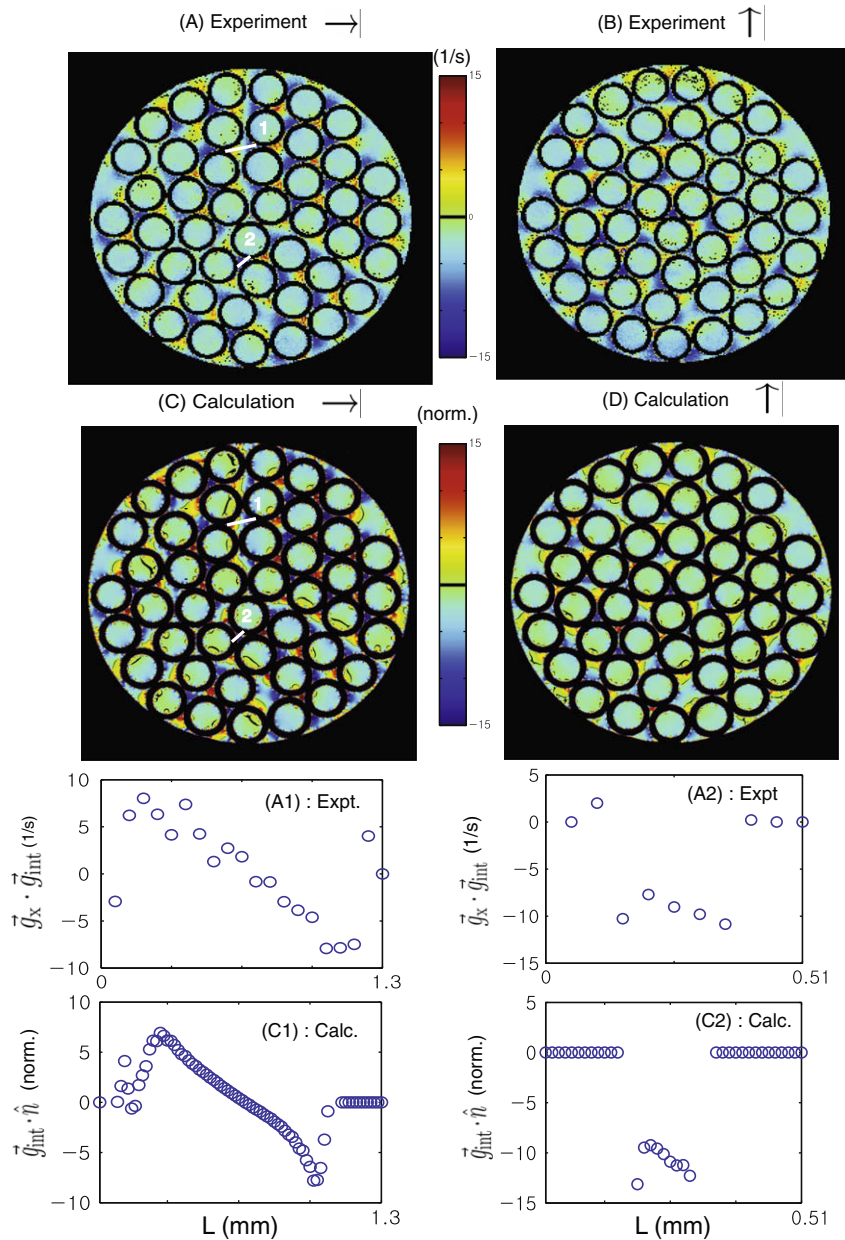 (A) Experiment →|
(B) Experiment ↑|
(1/s)
15
0
−15
1
2
(C) Calculation →|
(D) Calculation ↑|
(norm.)
15
−15
1
2
(A1) : Expt.
10
5
0
−5
−10
0
1.3
g⃗x · g⃗int (1/s)
(A2) : Expt
5
0
−5
−10
−15
0
0.51
g⃗x · g⃗int (1/s)
(C1) : Calc.
10
5
0
−5
−10
1.3
g⃗int · n̂ (norm.)
L (mm)
(C2) : Calc.
5
0
−5
−10
−15
0.51
g⃗int · n̂ (norm.)
L (mm)